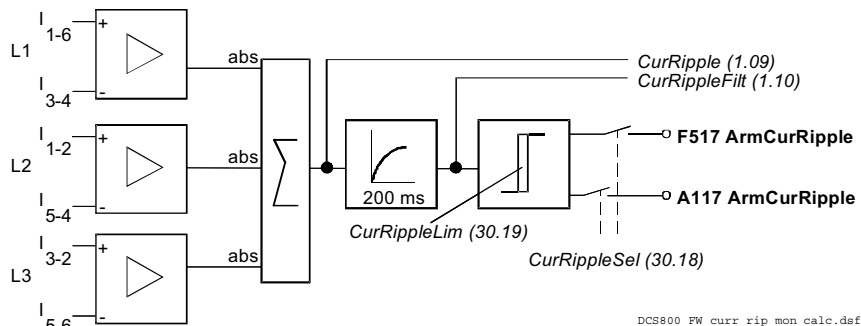 I
1-6
+
L1
I
3-4
-
abs
I
1-2
+
L2
I
5-4
-
abs
I
3-2
+
L3
I
5-6
-
abs
Σ
200 ms
CurRipple (1.09)
CurRippleFilt (1.10)
CurRippleLim (30.19)
F517 ArmCurRipple
A117 ArmCurRipple
CurRippleSel (30.18)
DCS800 FW curr rip mon calc.dsf